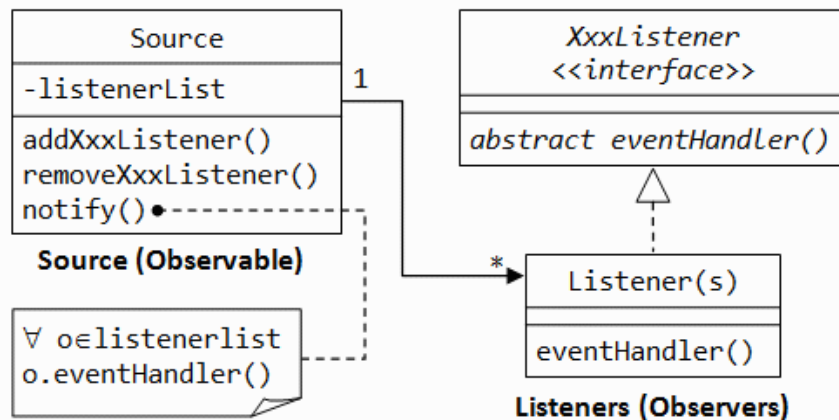 Source
-listenerList
addXxxListener()
removeXxxListener()
notify()
Source (Observable)
∀ o∈listenerlist
o.eventHandler()
1
*
XxxListener
<<interface>>
abstract eventHandler()
Listener(s)
eventHandler()
Listeners (Observers)